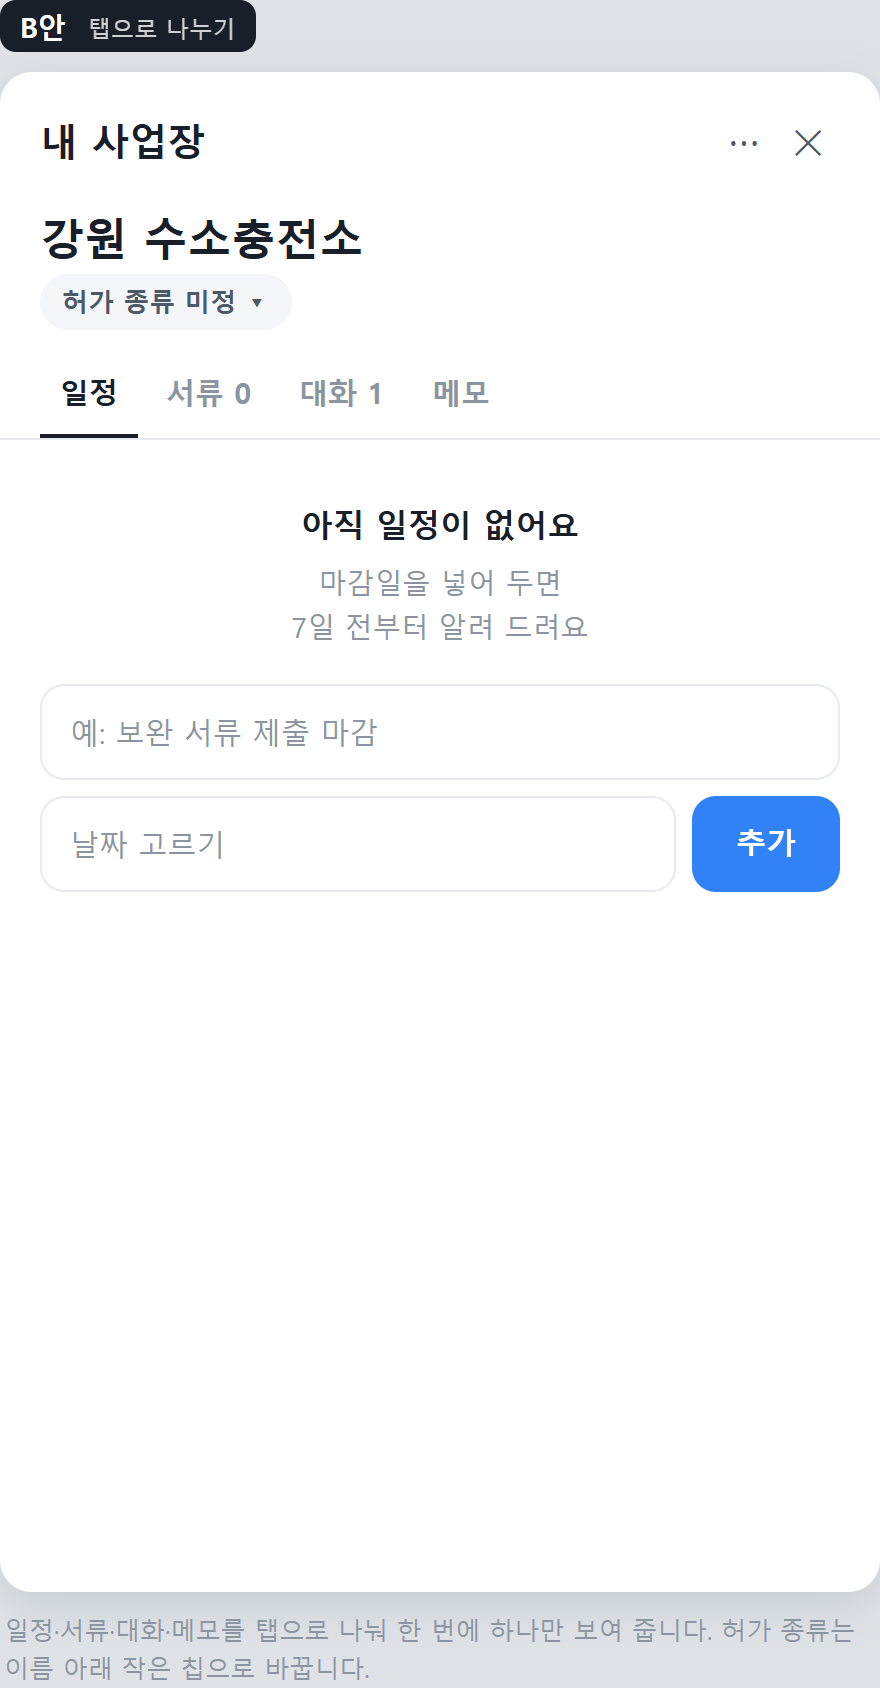 B안 탭으로 나누기
내 사업장
강원 수소충전소
허가 종류 미정 ▼
일정 서류 0 대화 1 메모
아직 일정이 없어요
마감일을 넣어 두면
7일 전부터 알려 드려요
예: 보완 서류 제출 마감
날짜 고르기 추가
일정·서류·대화·메모를 탭으로 나눠 한 번에 하나만 보여 줍니다. 허가 종류는
이름 아래 작은 칩으로 바꿉니다.